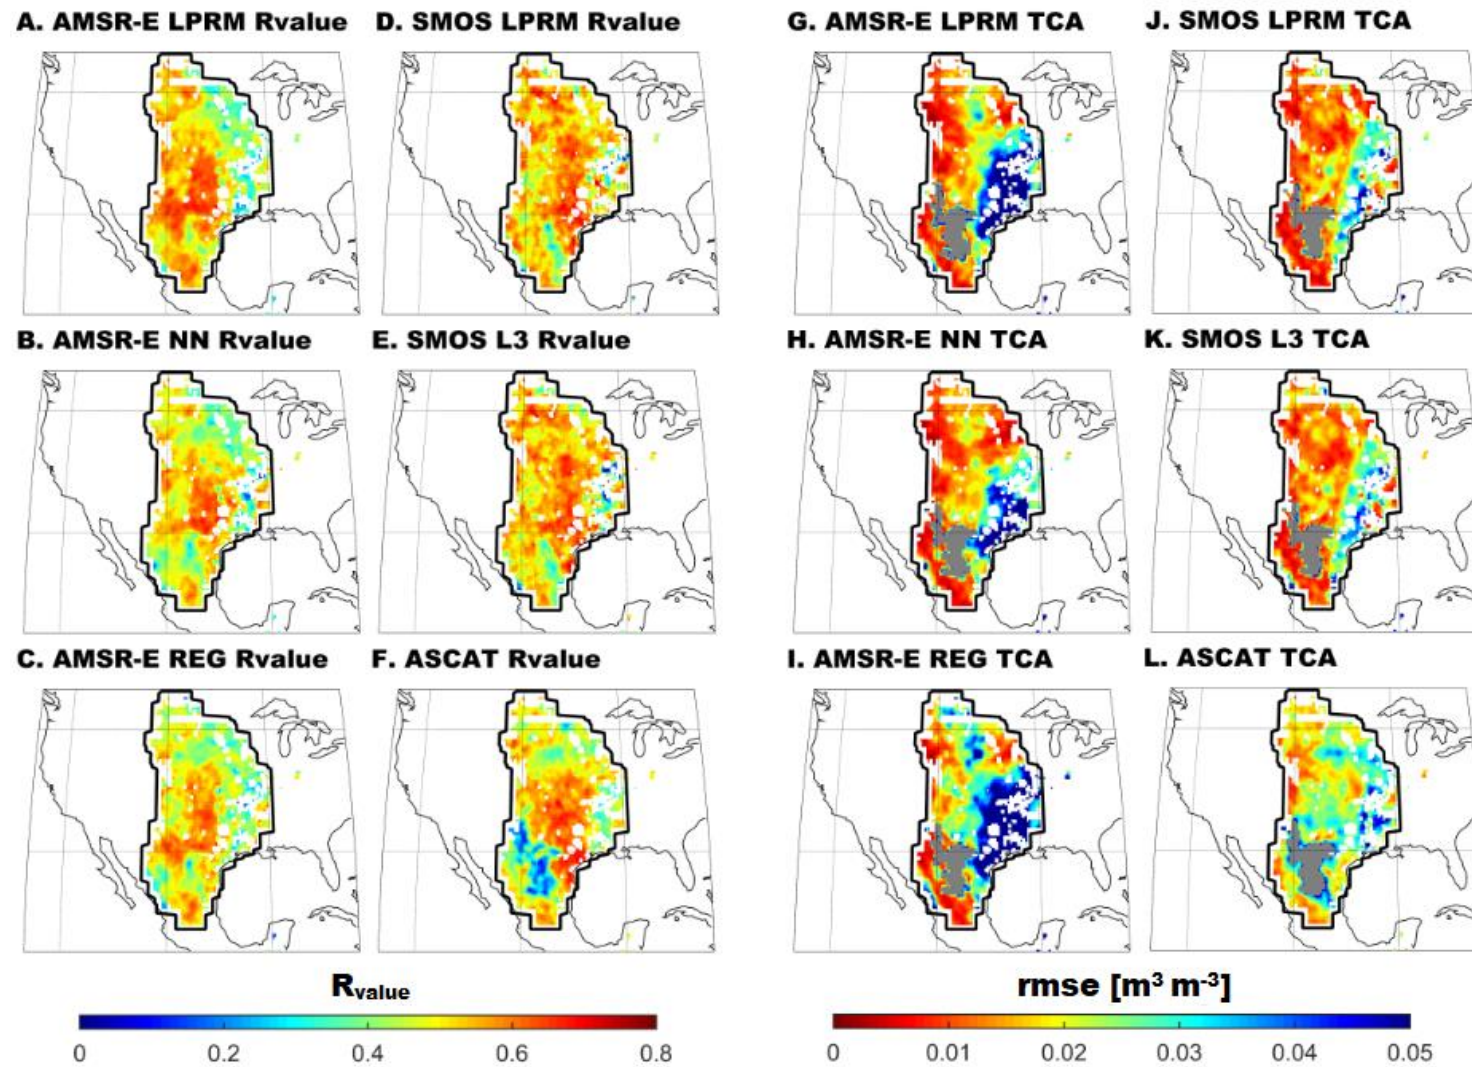 A. AMSR-E LPRM Rvalue
D. SMOS LPRM Rvalue
G. AMSR-E LPRM TCA
J. SMOS LPRM TCA
B. AMSR-E NN Rvalue
E. SMOS L3 Rvalue
H. AMSR-E NN TCA
K. SMOS L3 TCA
C. AMSR-E REG Rvalue
F. ASCAT Rvalue
I. AMSR-E REG TCA
L. ASCAT TCA
Rvalue
0 0.2 0.4 0.6 0.8
rmse [m³ m⁻³]
0 0.01 0.02 0.03 0.04 0.05